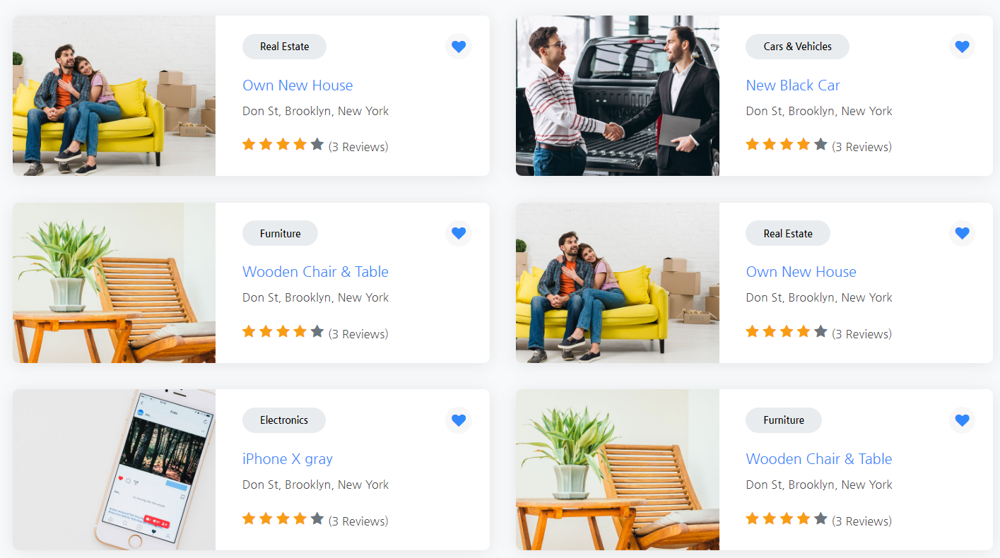 Real Estate
Own New House
Don St, Brooklyn, New York
(3 Reviews)
Cars & Vehicles
New Black Car
Don St, Brooklyn, New York
(3 Reviews)
Furniture
Wooden Chair & Table
Don St, Brooklyn, New York
(3 Reviews)
Real Estate
Own New House
Don St, Brooklyn, New York
(3 Reviews)
Electronics
iPhone X gray
Don St, Brooklyn, New York
(3 Reviews)
Furniture
Wooden Chair & Table
Don St, Brooklyn, New York
(3 Reviews)